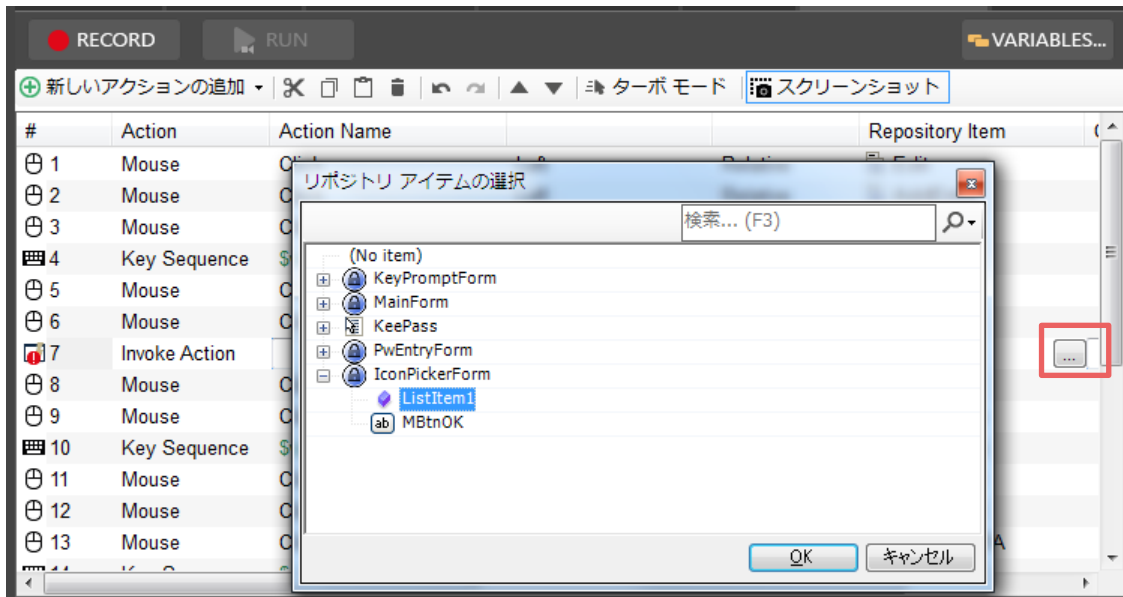 RECORD RUN VARIABLES...
新しいアクションの追加 ターボ モード スクリーンショット
# Action Action Name Repository Item
1 Mouse
2 Mouse
3 Mouse
4 Key Sequence
5 Mouse
6 Mouse
7 Invoke Action ...
8 Mouse
9 Mouse
10 Key Sequence
11 Mouse
12 Mouse
13 Mouse
リポジトリ アイテムの選択
検索... (F3)
(No item)
KeyPromptForm
MainForm
KeePass
PwEntryForm
IconPickerForm
ListItem1
ab MBtnOK
OK キャンセル